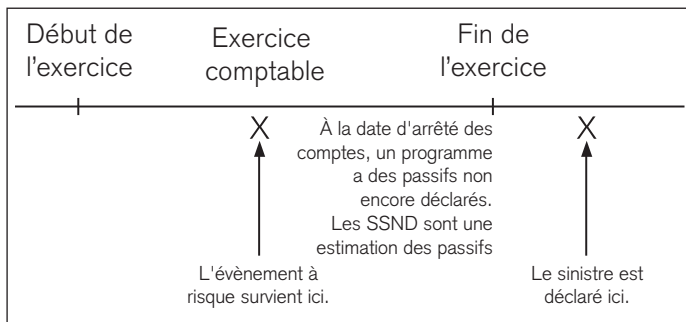 Début de
l'exercice
Exercice
comptable
Fin de
l'exercice
X
À la date d'arrêté des
comptes, un programme
a des passifs non
encore déclarés.
Les SSND sont une
estimation des passifs
X
L'évènement à
risque survient ici.
Le sinistre est
déclaré ici.